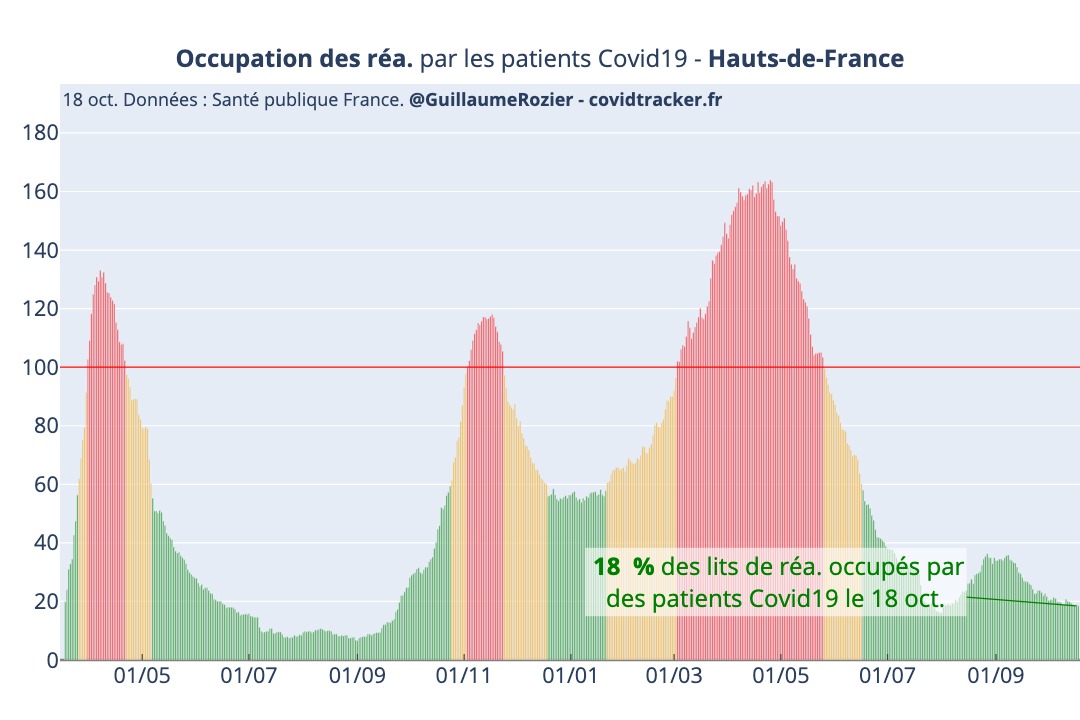 Occupation des réa. par les patients Covid19 - Hauts-de-France
18 oct. Données : Santé publique France. @GuillaumeRozier - covidtracker.fr
180
160
140
120
100
80
60
40
20
0
18 % des lits de réa. occupés par
des patients Covid19 le 18 oct.
01/05 01/07 01/09 01/11 01/01 01/03 01/05 01/07 01/09